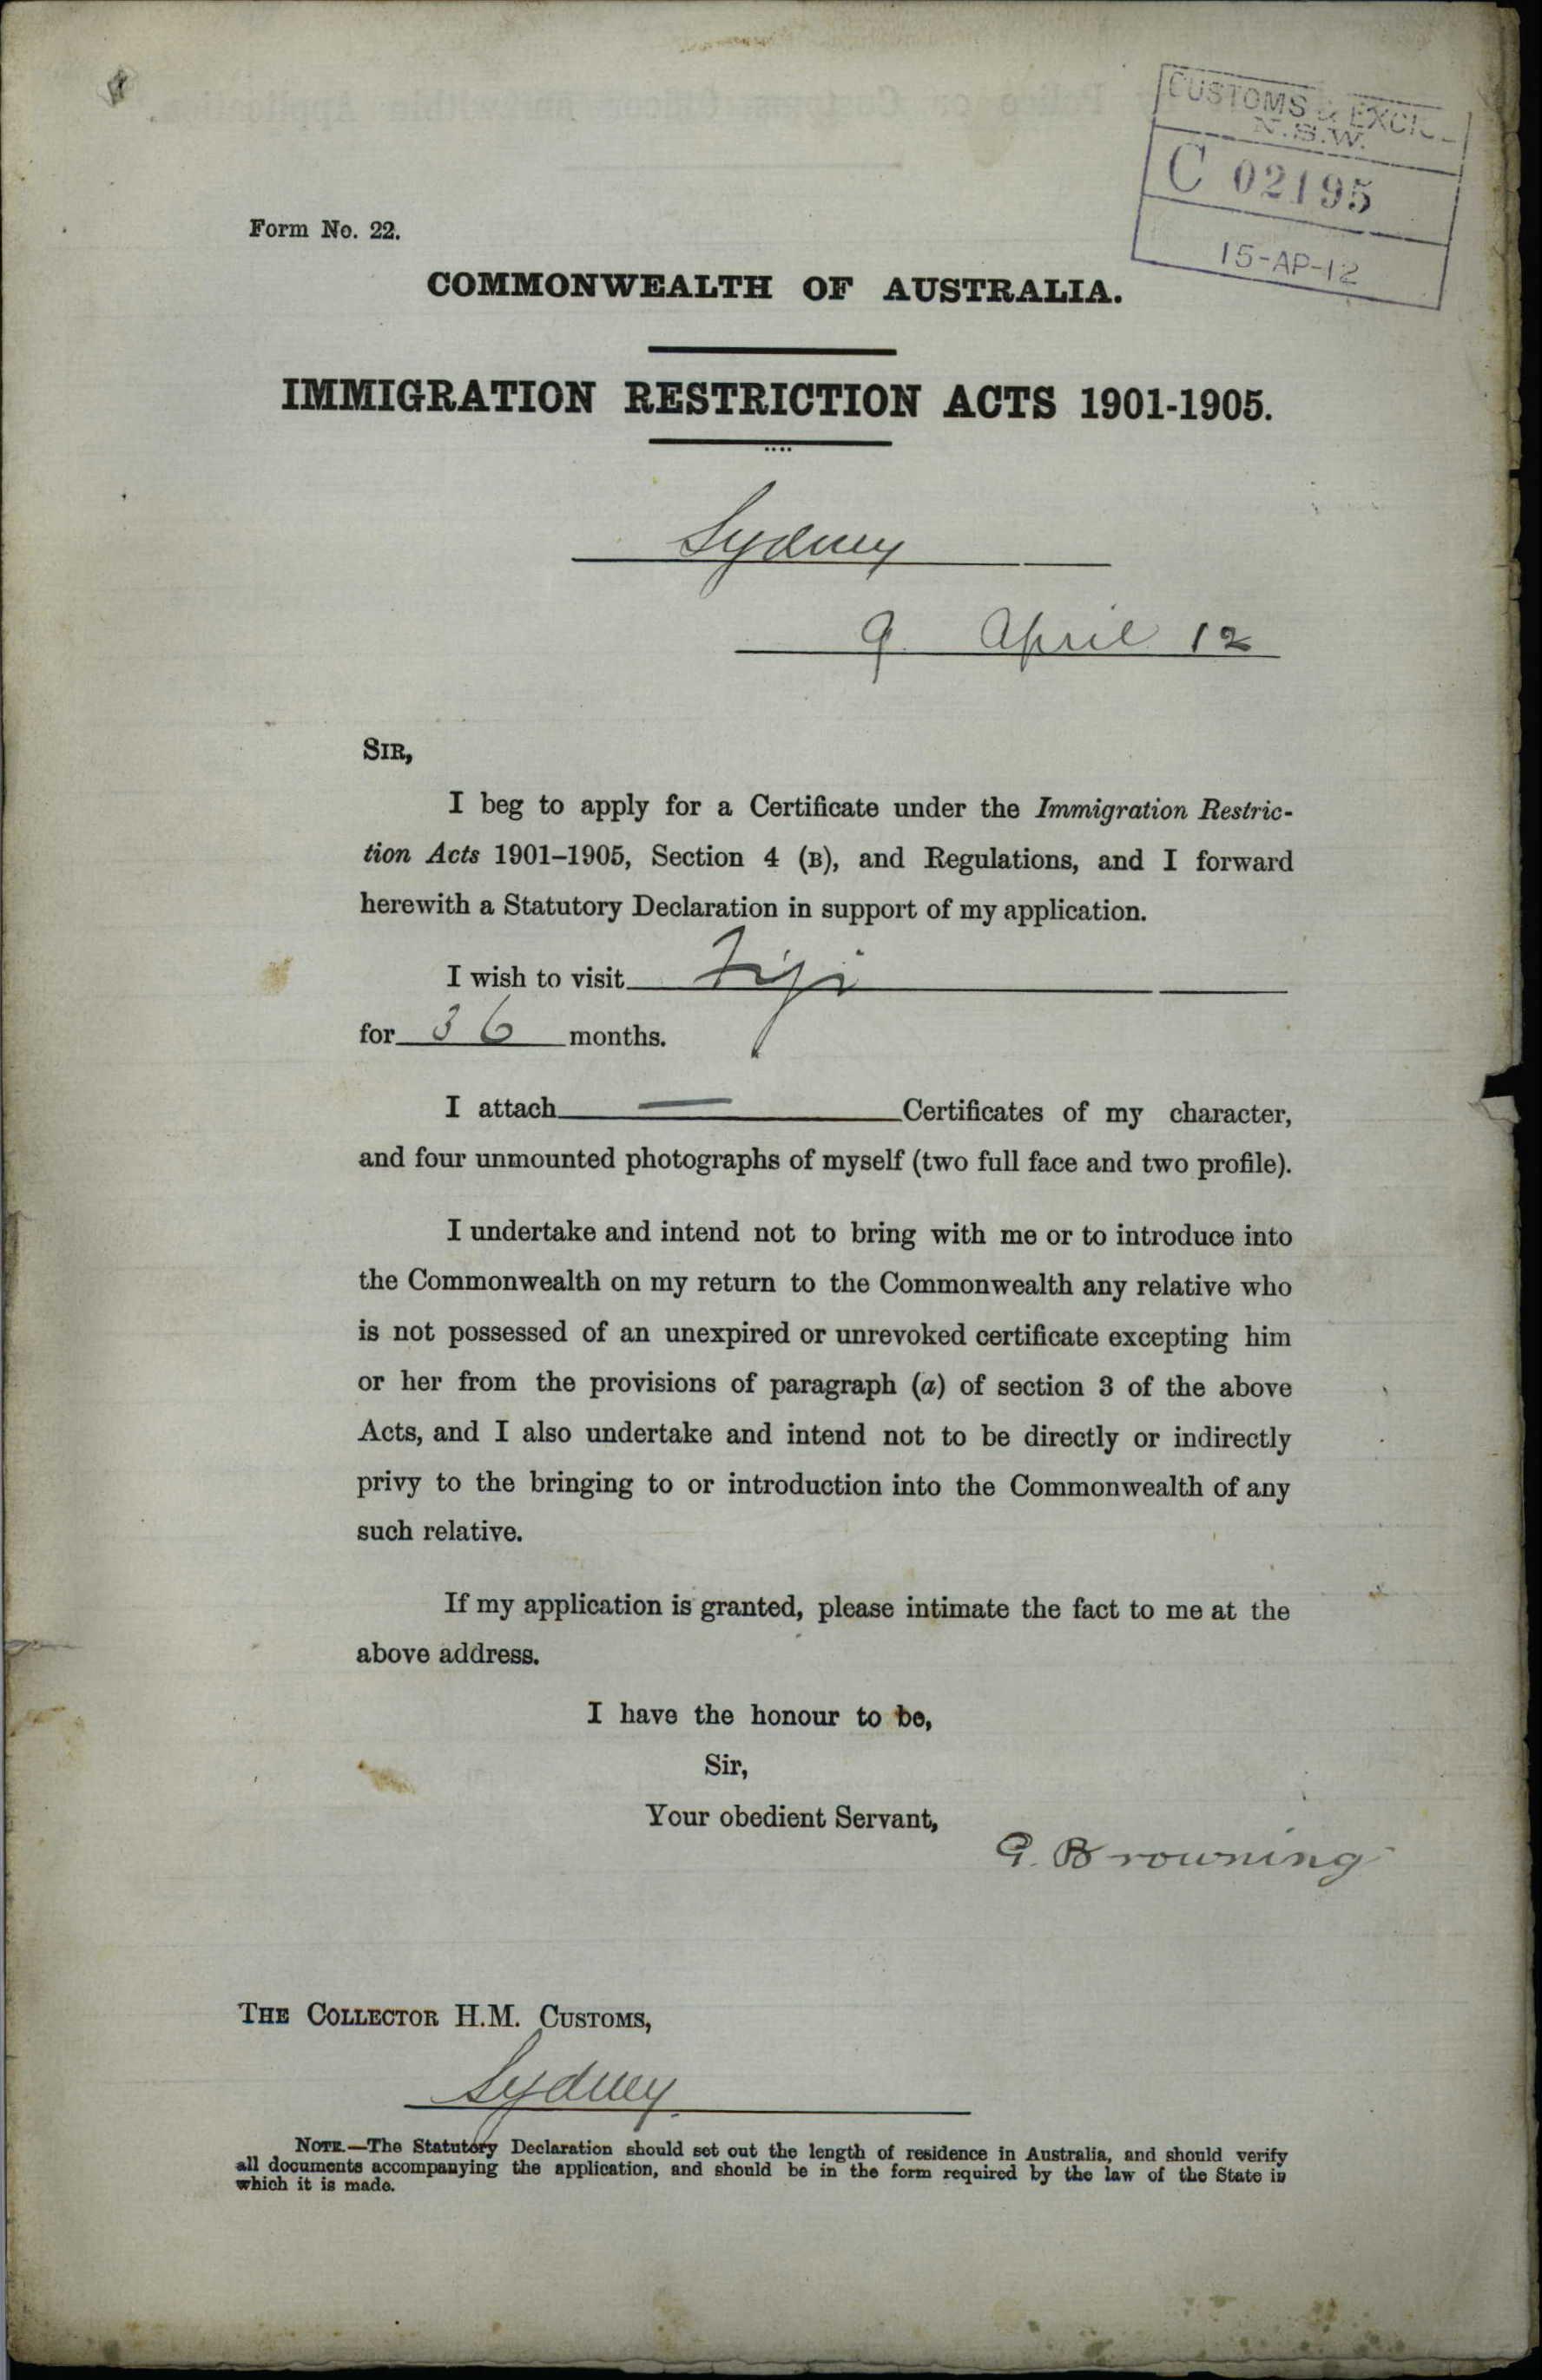 CUSTOMS & EXCI
N.S.W.
C 02195
15-AP-12
Form No. 22.
COMMONWEALTH OF AUSTRALIA.
IMMIGRATION RESTRICTION ACTS 1901-1905.
Sydney
9. April 12
SIR,
I beg to apply for a Certificate under the Immigration Restric-
tion Acts 1901–1905, Section 4 (B), and Regulations, and I forward
herewith a Statutory Declaration in support of my application.
I wish to visit Fiji
for 36 months.
I attach — Certificates of my character,
and four unmounted photographs of myself (two full face and two profile).
I undertake and intend not to bring with me or to introduce into
the Commonwealth on my return to the Commonwealth any relative who
is not possessed of an unexpired or unrevoked certificate excepting him
or her from the provisions of paragraph (a) of section 3 of the above
Acts, and I also undertake and intend not to be directly or indirectly
privy to the bringing to or introduction into the Commonwealth of any
such relative.
If my application is granted, please intimate the fact to me at the
above address.
I have the honour to be,
Sir,
Your obedient Servant,
G. Browning
THE COLLECTOR H.M. CUSTOMS,
Sydney
NOTE.—The Statutory Declaration should set out the length of residence in Australia, and should verify
all documents accompanying the application, and should be in the form required by the law of the State in
which it is made.